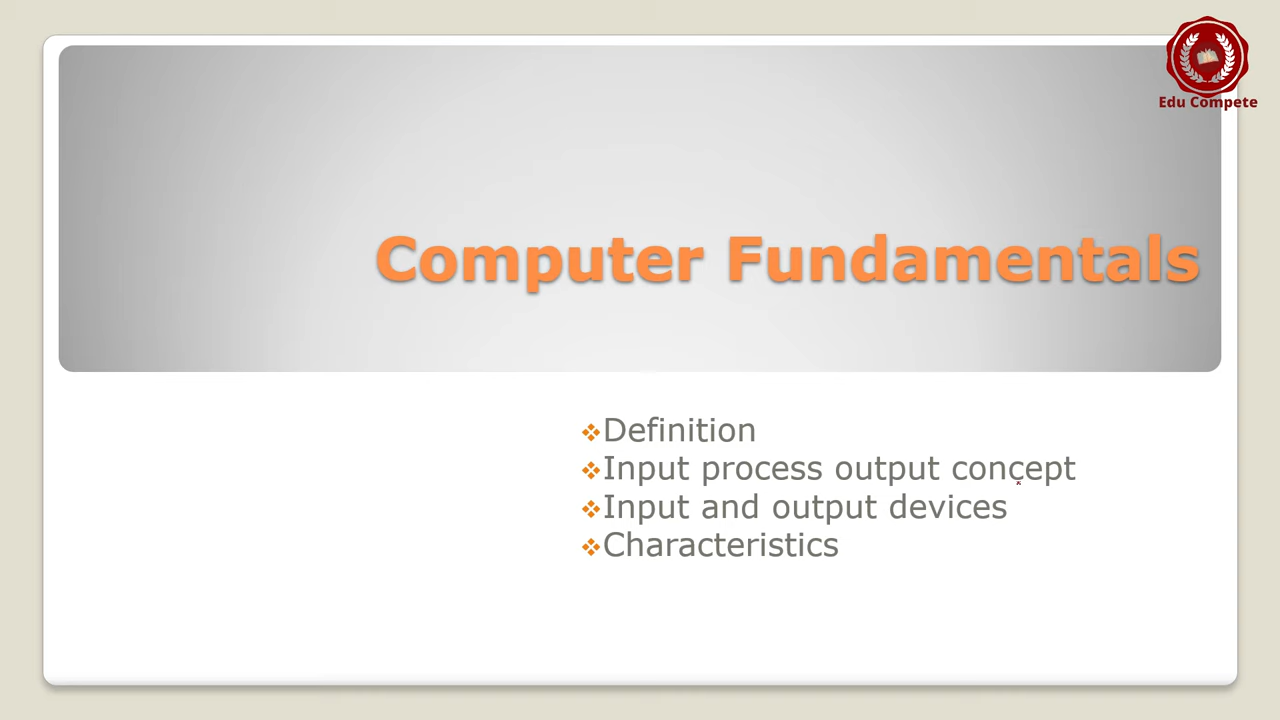 Edu Compete
Computer Fundamentals
Definition
Input process output concept
Input and output devices
Characteristics